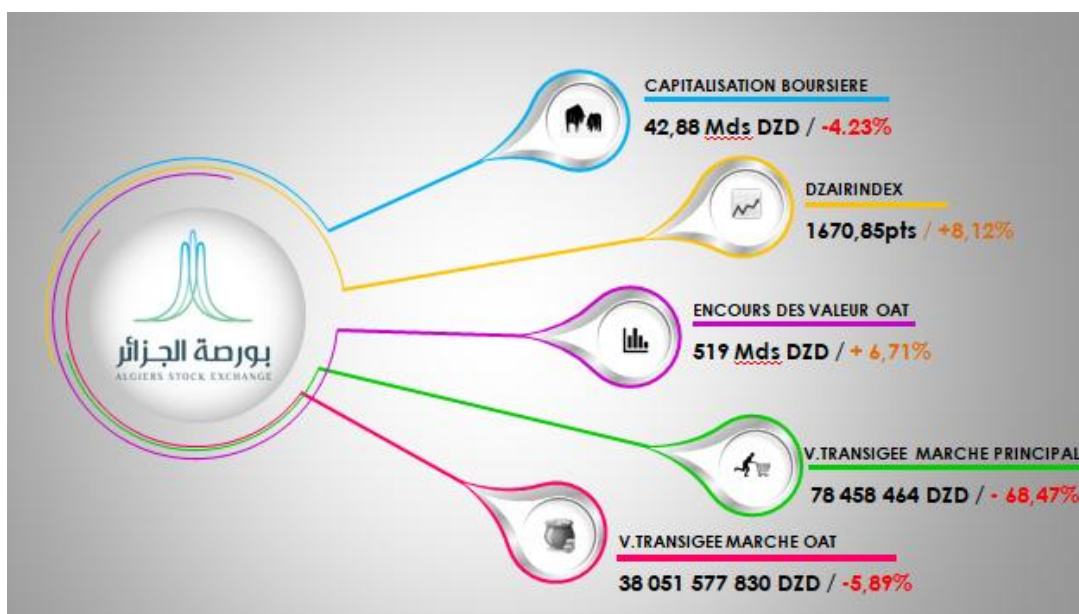 CAPITALISATION BOURSIERE
42,88 Mds DZD / -4.23%
DZAIRINDEX
1670,85pts / +8,12%
بورصة الجزائر
ALGIERS STOCK EXCHANGE
ENCOURS DES VALEUR OAT
519 Mds DZD / + 6,71%
V.TRANSIGEE MARCHE PRINCIPAL
78 458 464 DZD / - 68,47%
V.TRANSIGEE MARCHE OAT
38 051 577 830 DZD / -5,89%